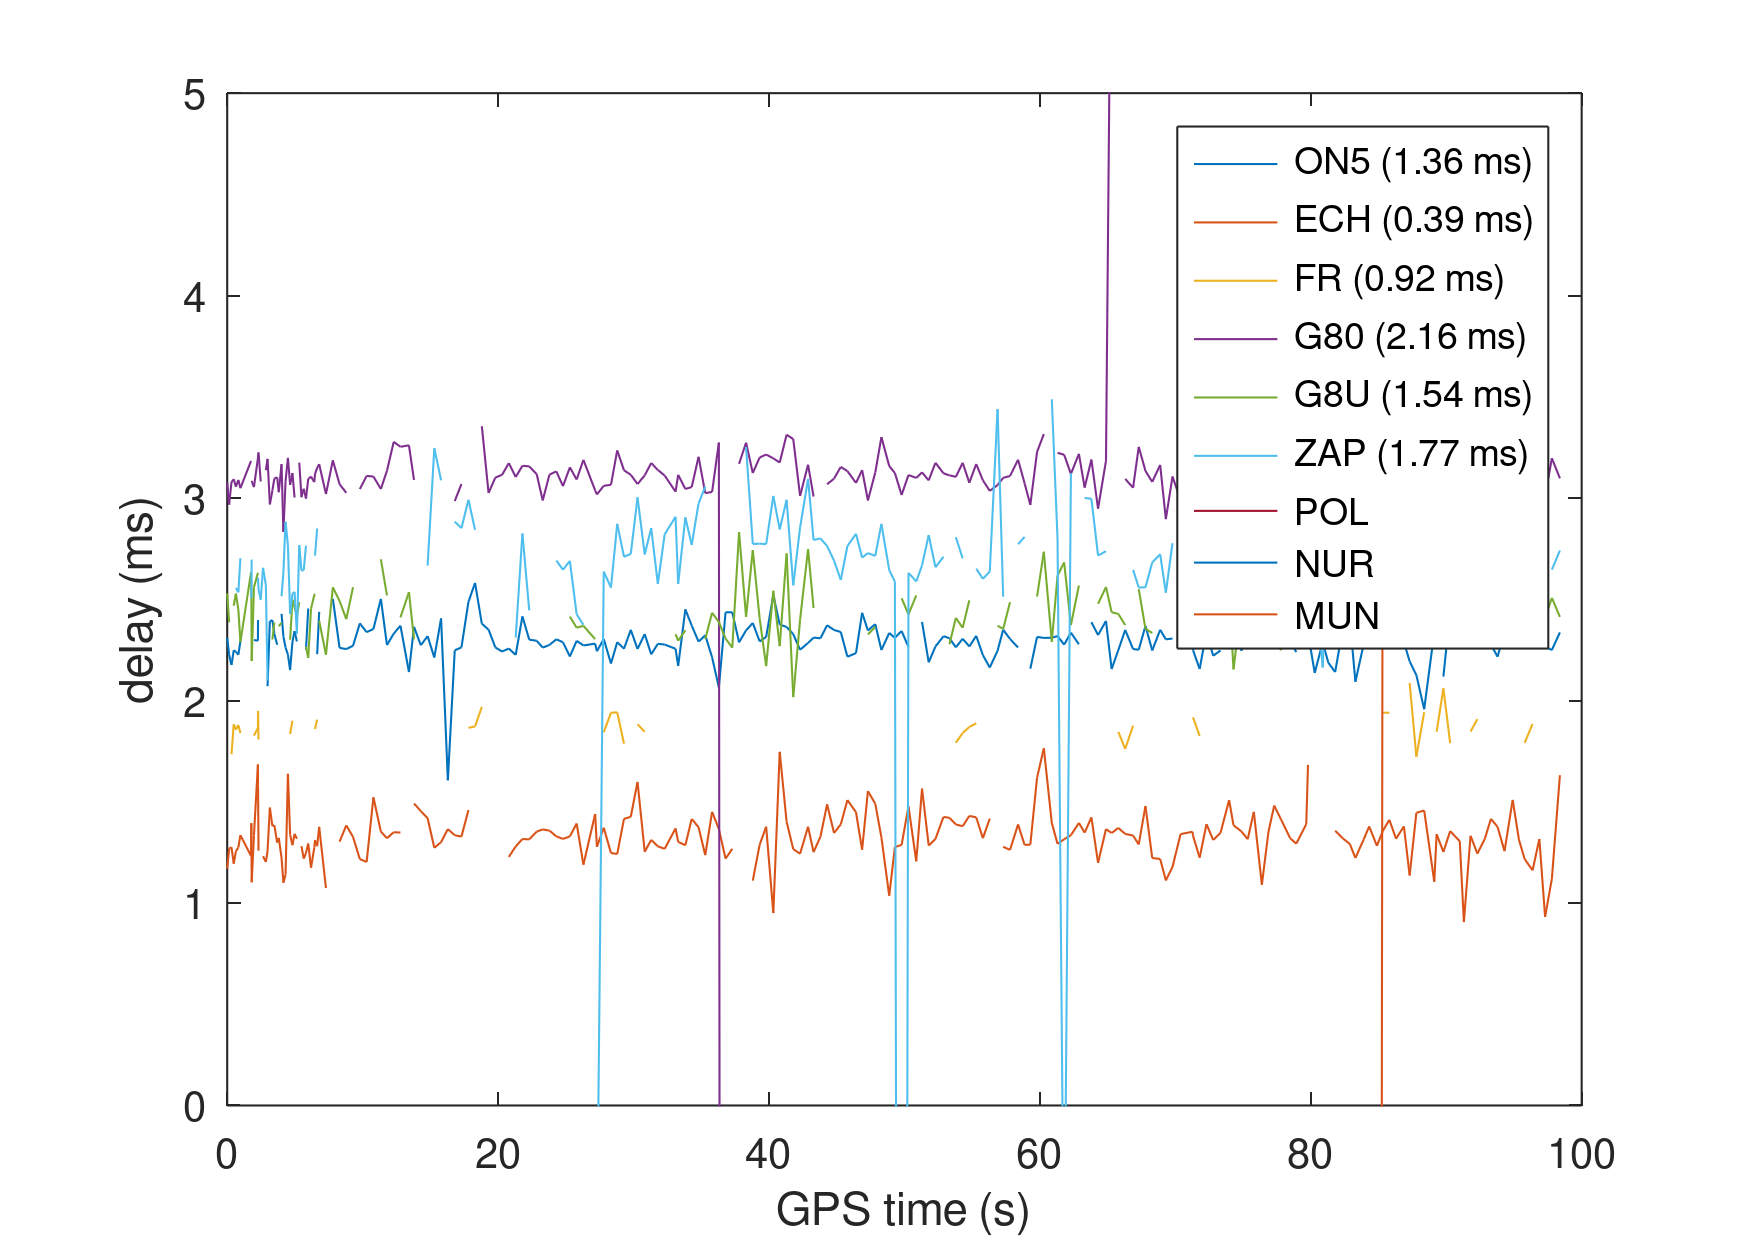 5
4
3
2
1
0
delay (ms)
0 20 40 60 80 100
GPS time (s)
ON5 (1.36 ms)
ECH (0.39 ms)
FR (0.92 ms)
G80 (2.16 ms)
G8U (1.54 ms)
ZAP (1.77 ms)
POL
NUR
MUN